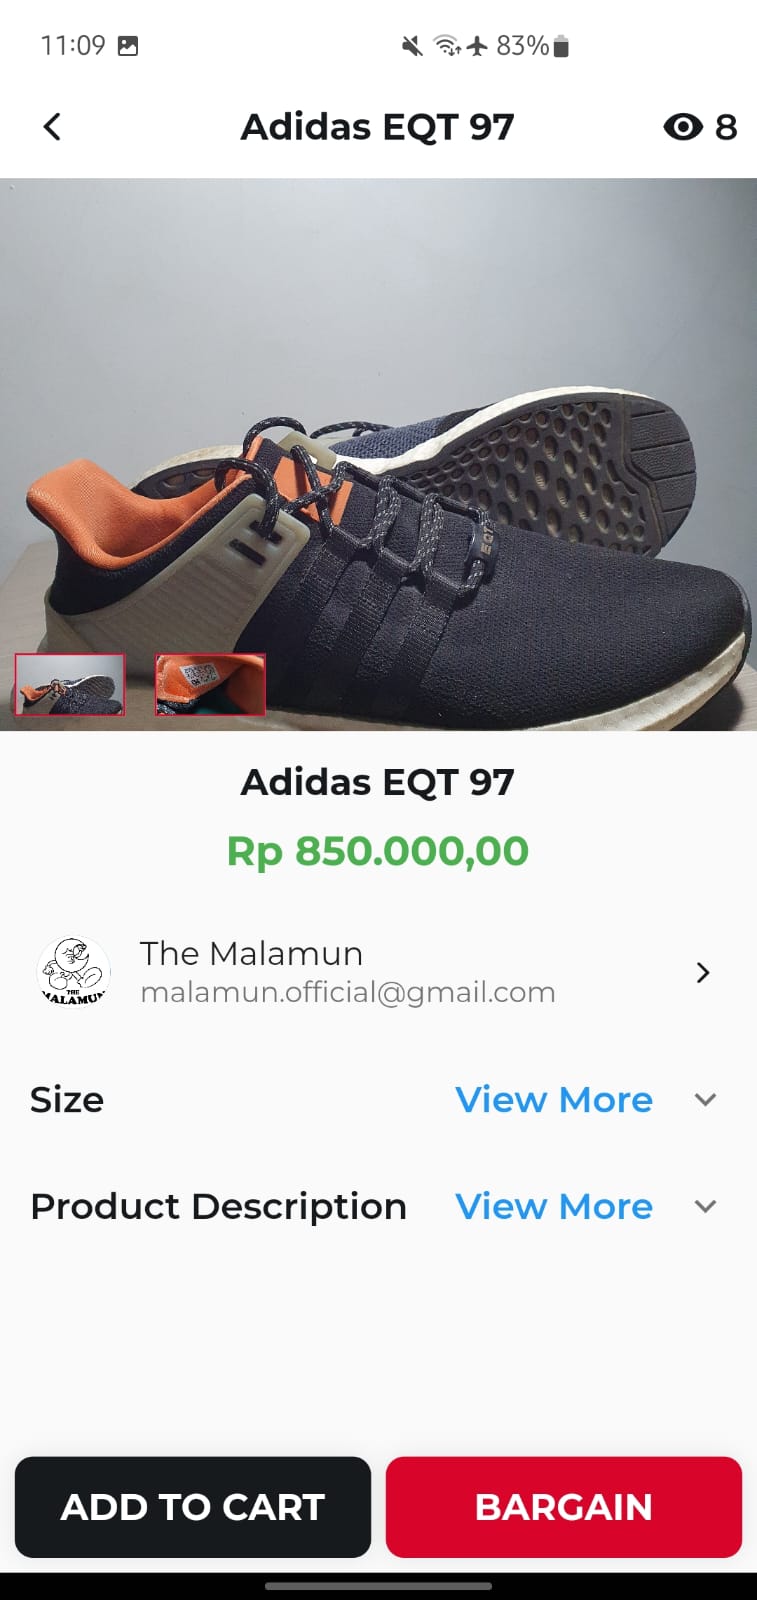 11:09
83%
Adidas EQT 97
8
EQT
Adidas EQT 97
Rp 850.000,00
The Malamun
malamun.official@gmail.com
THE
MALAMUN
Size
View More
Product Description
View More
ADD TO CART
BARGAIN